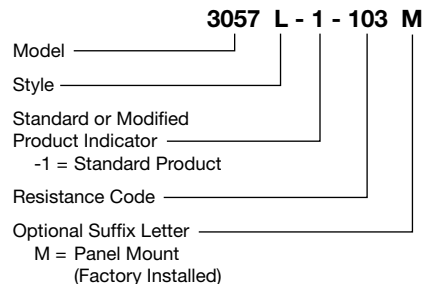 3057 L - 1 - 103 M
Model
Style
Standard or Modified
Product Indicator
-1 = Standard Product
Resistance Code
Optional Suffix Letter
M = Panel Mount
(Factory Installed)